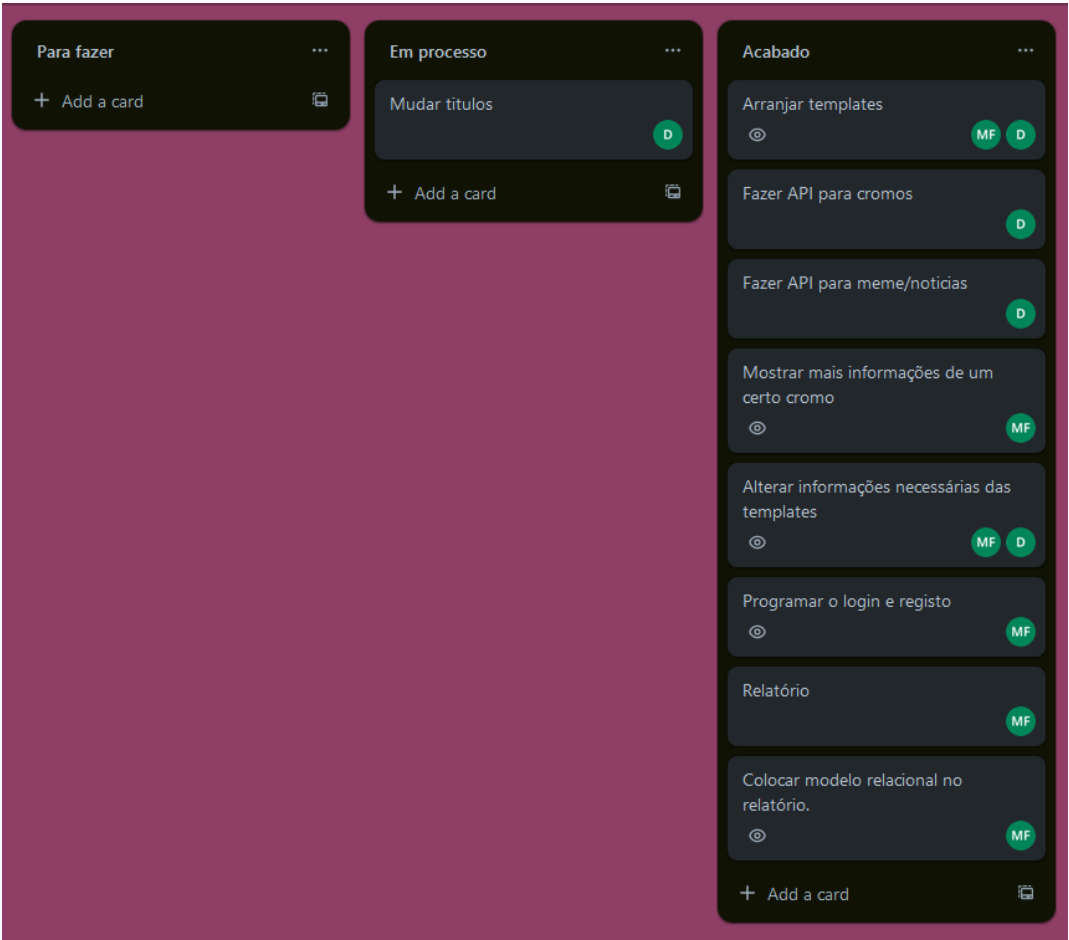 Para fazer
Add a card
Em processo
Mudar titulos
D
Add a card
Acabado
Arranjar templates
MF D
Fazer API para cromos
D
Fazer API para meme/noticias
D
Mostrar mais informações de um
certo cromo
MF
Alterar informações necessárias das
templates
MF D
Programar o login e registo
MF
Relatório
MF
Colocar modelo relacional no
relatório.
MF
Add a card